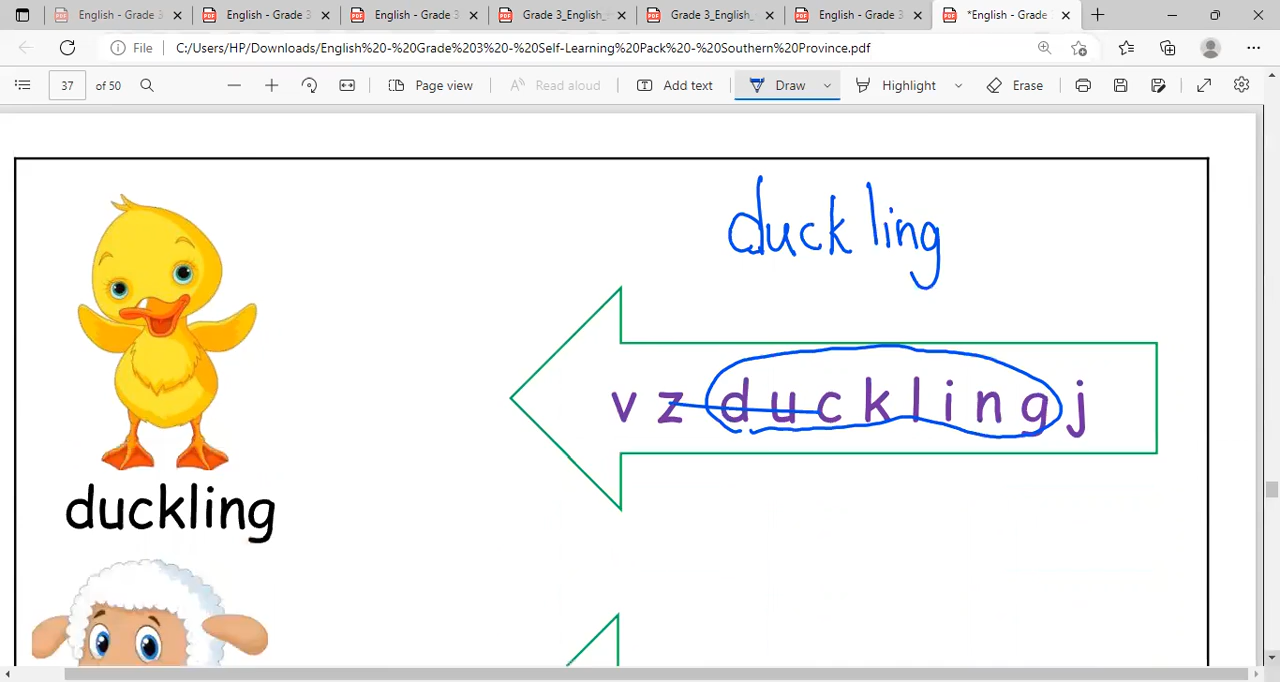 English - Grade 3
English - Grade 3
English - Grade 3
Grade 3_English_
Grade 3_English_
English - Grade 3
*English - Grade
File
C:/Users/HP/Downloads/English%20-%20Grade%203%20%20Self-Learning%20Pack%20-%20Southern%20Province.pdf
37 of 50
Page view
Read aloud
Add text
Draw
Highlight
Erase
duckling
v z d u c k l i n g j
duckling